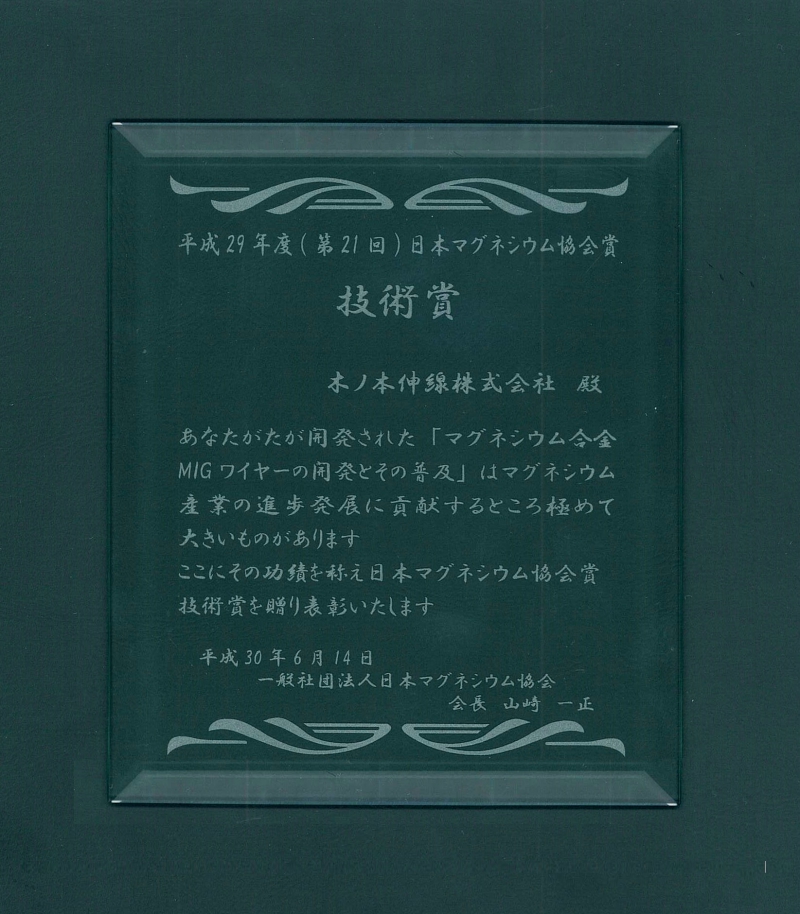 平成29年度(第21回)日本マグネシウム協会賞
技術賞
木ノ本伸線株式会社 殿
あなたがたが開発された「マグネシウム合金
MIGワイヤーの開発とその普及」はマグネシウム
産業の進歩発展に貢献するところ極めて
大きいものがあります
ここにその功績を称え日本マグネシウム協会賞
技術賞を贈り表彰いたします
平成30年6月14日
一般社団法人日本マグネシウム協会
会長 山崎 一正